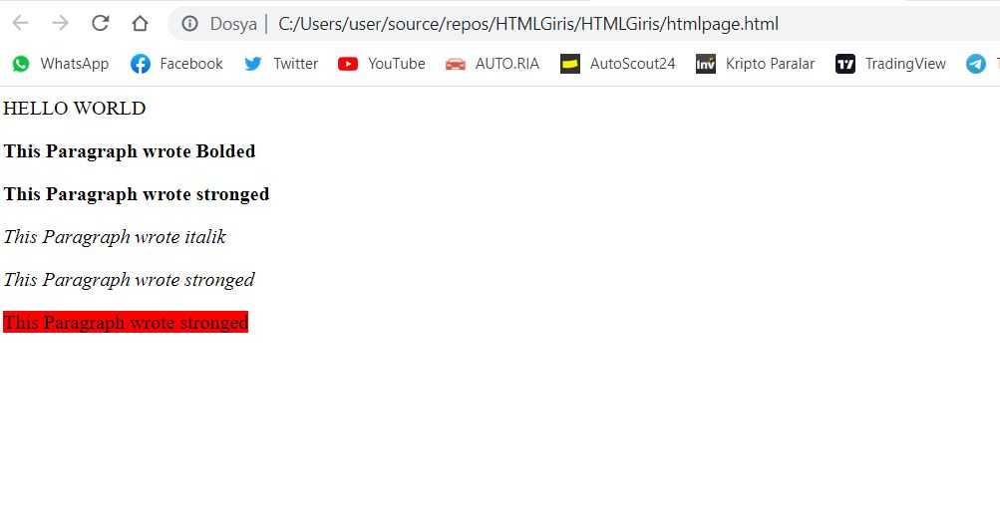 Dosya | C:/Users/user/source/repos/HTMLGiris/HTMLGiris/htmlpage.html
WhatsApp Facebook Twitter YouTube AUTO.RIA AutoScout24 Inv Kripto Paralar TradingView
HELLO WORLD
This Paragraph wrote Bolded
This Paragraph wrote stronged
This Paragraph wrote italik
This Paragraph wrote stronged
This Paragraph wrote stronged